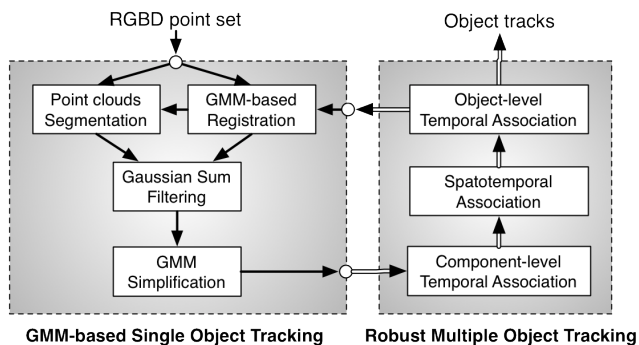 RGBD point set
Object tracks
Point clouds
Segmentation
GMM-based
Registration
Object-level
Temporal Association
Gaussian Sum
Filtering
Spatotemporal
Association
GMM
Simplification
Component-level
Temporal Association
GMM-based Single Object Tracking
Robust Multiple Object Tracking